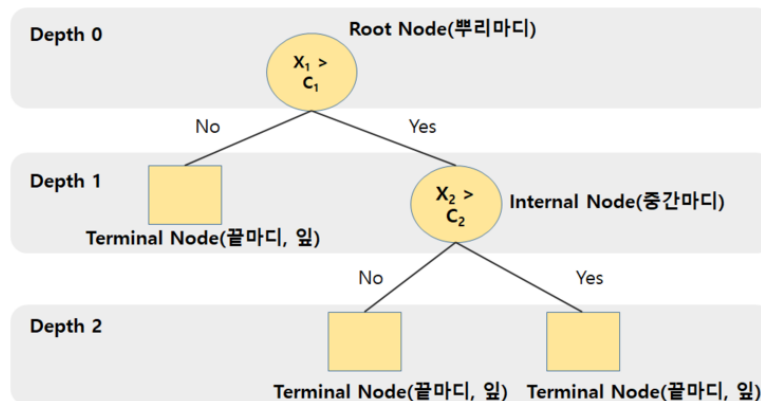 Depth 0
Root Node(뿌리마디)
X₁ >
C₁
No
Yes
Depth 1
X₂ >
C₂
Internal Node(중간마디)
Terminal Node(끝마디, 잎)
No
Yes
Depth 2
Terminal Node(끝마디, 잎)
Terminal Node(끝마디, 잎)